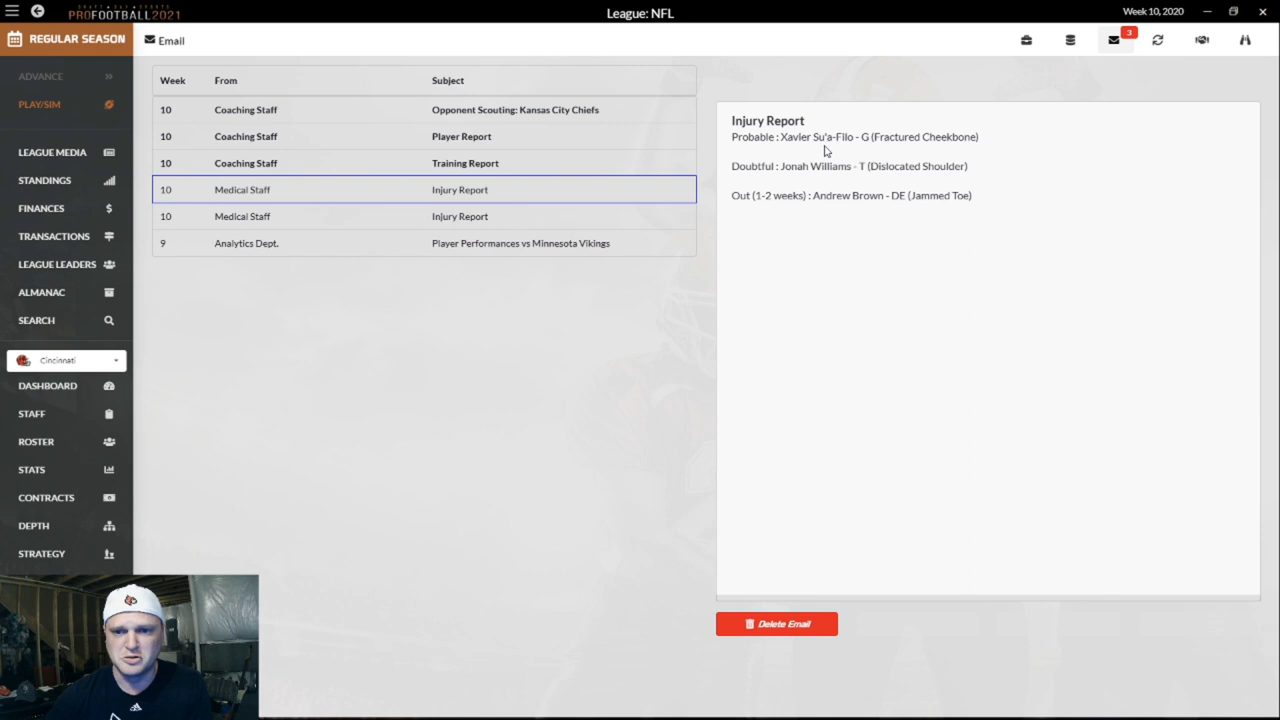 DRAFT DAY SPORTS
PROFOOTBALL2021
League: NFL
Week 10, 2020
REGULAR SEASON
Email
3
ADVANCE
PLAY/SIM
LEAGUE MEDIA
STANDINGS
FINANCES
TRANSACTIONS
LEAGUE LEADERS
ALMANAC
SEARCH
Cincinnati
DASHBOARD
STAFF
ROSTER
STATS
CONTRACTS
DEPTH
STRATEGY
Week From Subject
10 Coaching Staff Opponent Scouting: Kansas City Chiefs
10 Coaching Staff Player Report
10 Coaching Staff Training Report
10 Medical Staff Injury Report
10 Medical Staff Injury Report
9 Analytics Dept. Player Performances vs Minnesota Vikings
Injury Report
Probable : Xavier Su'a-Filo - G (Fractured Cheekbone)
Doubtful : Jonah Williams - T (Dislocated Shoulder)
Out (1-2 weeks) : Andrew Brown - DE (Jammed Toe)
Delete Email